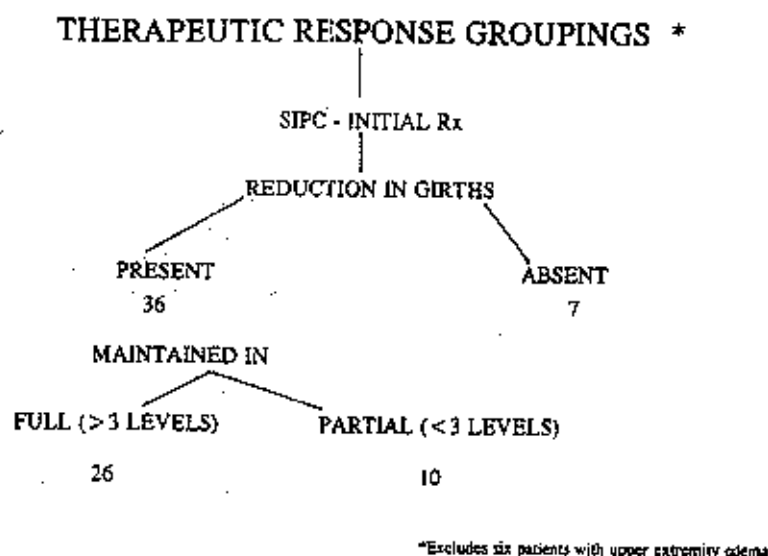 THERAPEUTIC RESPONSE GROUPINGS *
SIPC - INITIAL Rx
REDUCTION IN GIRTHS
PRESENT ABSENT
36 7
MAINTAINED IN
FULL (>3 LEVELS) PARTIAL (<3 LEVELS)
26 10
*Excludes six patients with upper extremity edema